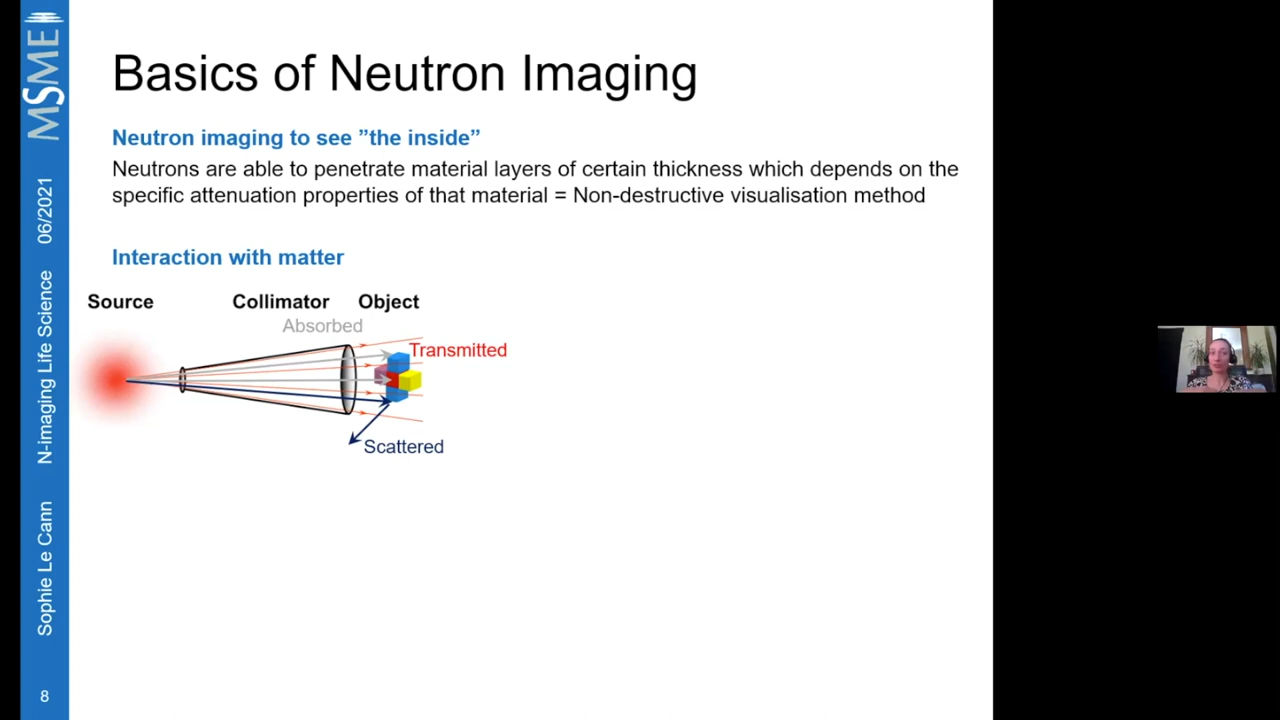 Basics of Neutron Imaging
Neutron imaging to see ”the inside”
Neutrons are able to penetrate material layers of certain thickness which depends on the
specific attenuation properties of that material = Non-destructive visualisation method
Interaction with matter
Source
Collimator
Object
Absorbed
Transmitted
Scattered
MSME
06/2021
N-imaging Life Science
Sophie Le Cann
8